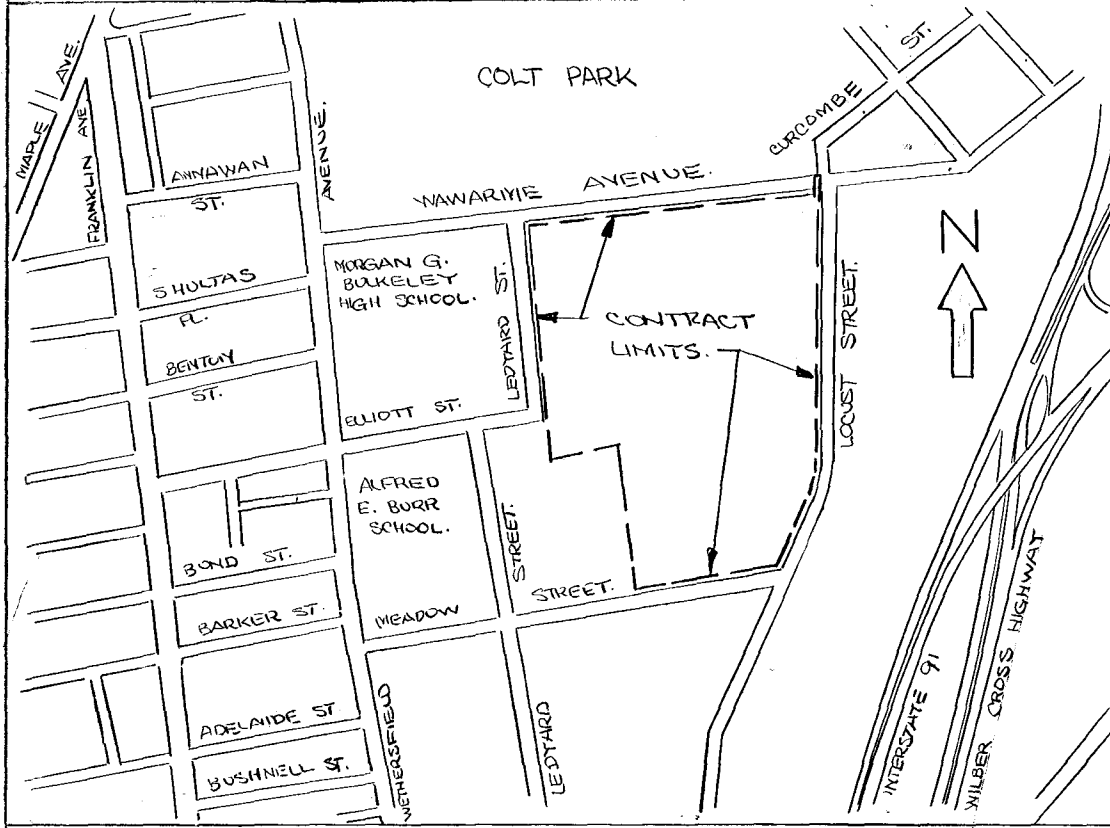 COLT PARK
CURCOMBE ST.
MAPLE AVE.
FRANKLIN AVE.
ANNAWAN
ST.
AVENUE.
WAWARME AVENUE.
N
SHULTAS
PL.
MORGAN G.
BULKELEY
HIGH SCHOOL.
LEDYARD ST.
CONTRACT
LIMITS.
LOCUST STREET.
BENTON
ST.
ELLIOTT ST.
ALFRED
E. BURR
SCHOOL.
STREET.
BOND ST.
STREET.
BARKER ST.
MEADOW
ADELAIDE ST.
BUSHNELL ST.
WETHERSFIELD
LEDYARD
INTERSTATE 91
WILBER CROSS HIGHWAY